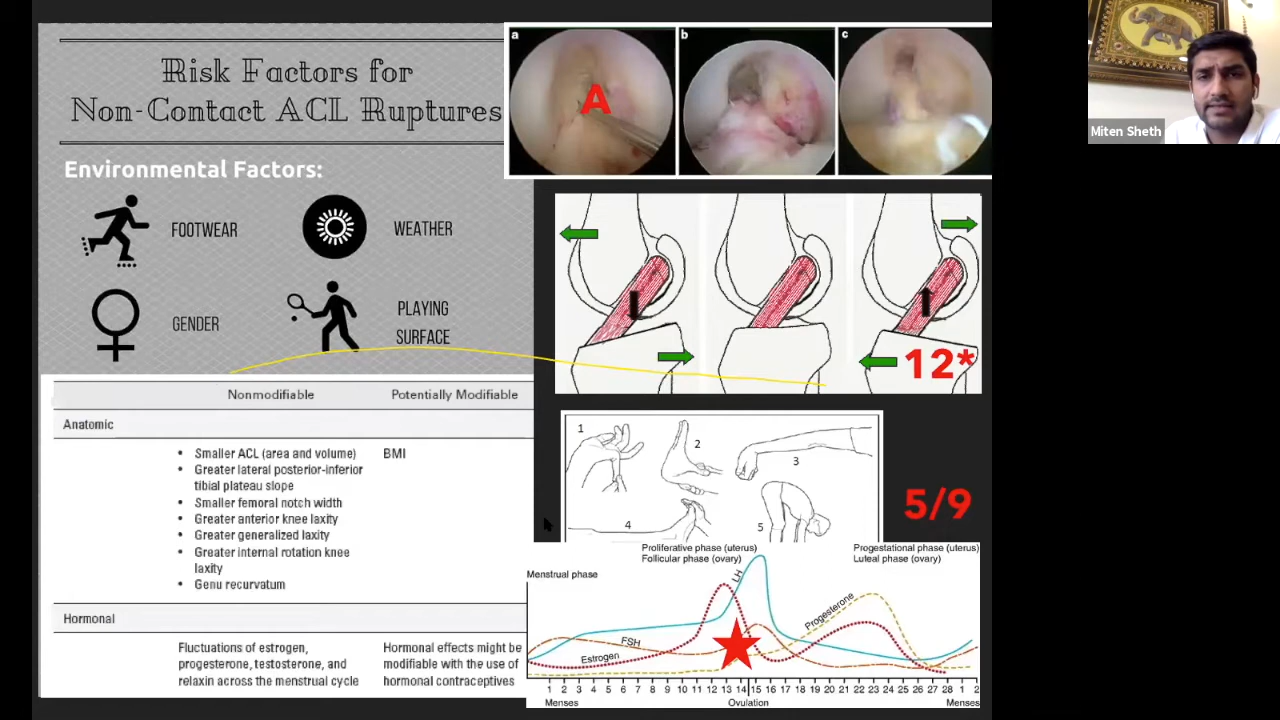 Risk Factors for
Non-Contact ACL Ruptures
Environmental Factors:
FOOTWEAR
WEATHER
GENDER
PLAYING
SURFACE
Nonmodifiable
Potentially Modifiable
Anatomic
• Smaller ACL (area and volume)
BMI
• Greater lateral posterior-inferior
tibial plateau slope
• Smaller femoral notch width
• Greater anterior knee laxity
• Greater generalized laxity
• Greater internal rotation knee
laxity
• Genu recurvatum
Hormonal
Fluctuations of estrogen,
progesterone, testosterone, and
relaxin across the menstrual cycle
Hormonal effects might be
modifiable with the use of
hormonal contraceptives
a
A
b
c
12*
1
2
3
4
5
5/9
Proliferative phase (uterus)
Follicular phase (ovary)
Progestational phase (uterus)
Luteal phase (ovary)
Menstrual phase
LH
FSH
Estrogen
Progesterone
1 2 3 4 5 6 7 8 9 10 11 12 13 14 15 16 17 18 19 20 21 22 23 24 25 26 27 28 1 2
Menses
Ovulation
Menses
Miten Sheth